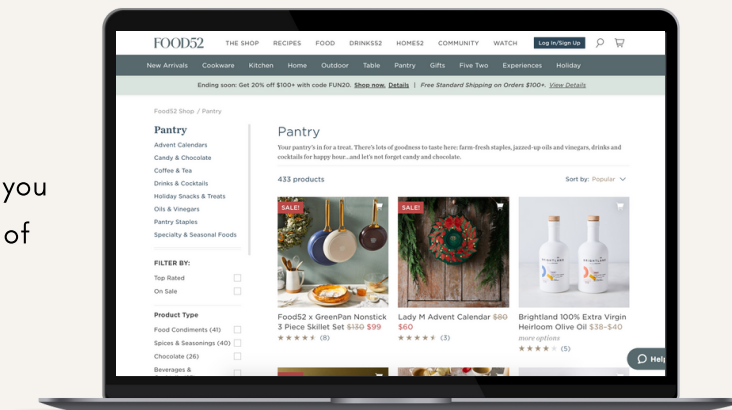 you
of
FOOD52 THE SHOP RECIPES FOOD DRINKS52 HOME52 COMMUNITY WATCH Log In/Sign Up
New Arrivals Cookware Kitchen Home Outdoor Table Pantry Gifts Five Two Experiences Holiday
Ending soon: Get 20% off $100+ with code FUN20. Shop now. Details | Free Standard Shipping on Orders $100+. View Details
Food52 Shop / Pantry
Pantry
Advent Calendars
Candy & Chocolate
Coffee & Tea
Drinks & Cocktails
Holiday Snacks & Treats
Oils & Vinegars
Pantry Staples
Specialty & Seasonal Foods
FILTER BY:
Top Rated
On Sale
Product Type
Food Condiments (41)
Spices & Seasonings (40)
Chocolate (26)
Beverages &
Pantry
Your pantry's in for a treat. There's lots of goodness to taste here: farm-fresh staples, jazzed-up oils and vinegars, drinks and
cocktails for happy hour...and let's not forget candy and chocolate.
433 products
Sort by: Popular
SALE!
Food52 x GreenPan Nonstick
3 Piece Skillet Set $130 $99
(8)
SALE!
Lady M Advent Calendar $80
$60
(3)
BRIGHTLAND
BRIGHTLAND
Brightland 100% Extra Virgin
Heirloom Olive Oil $38–$40
more options
(5)
Help